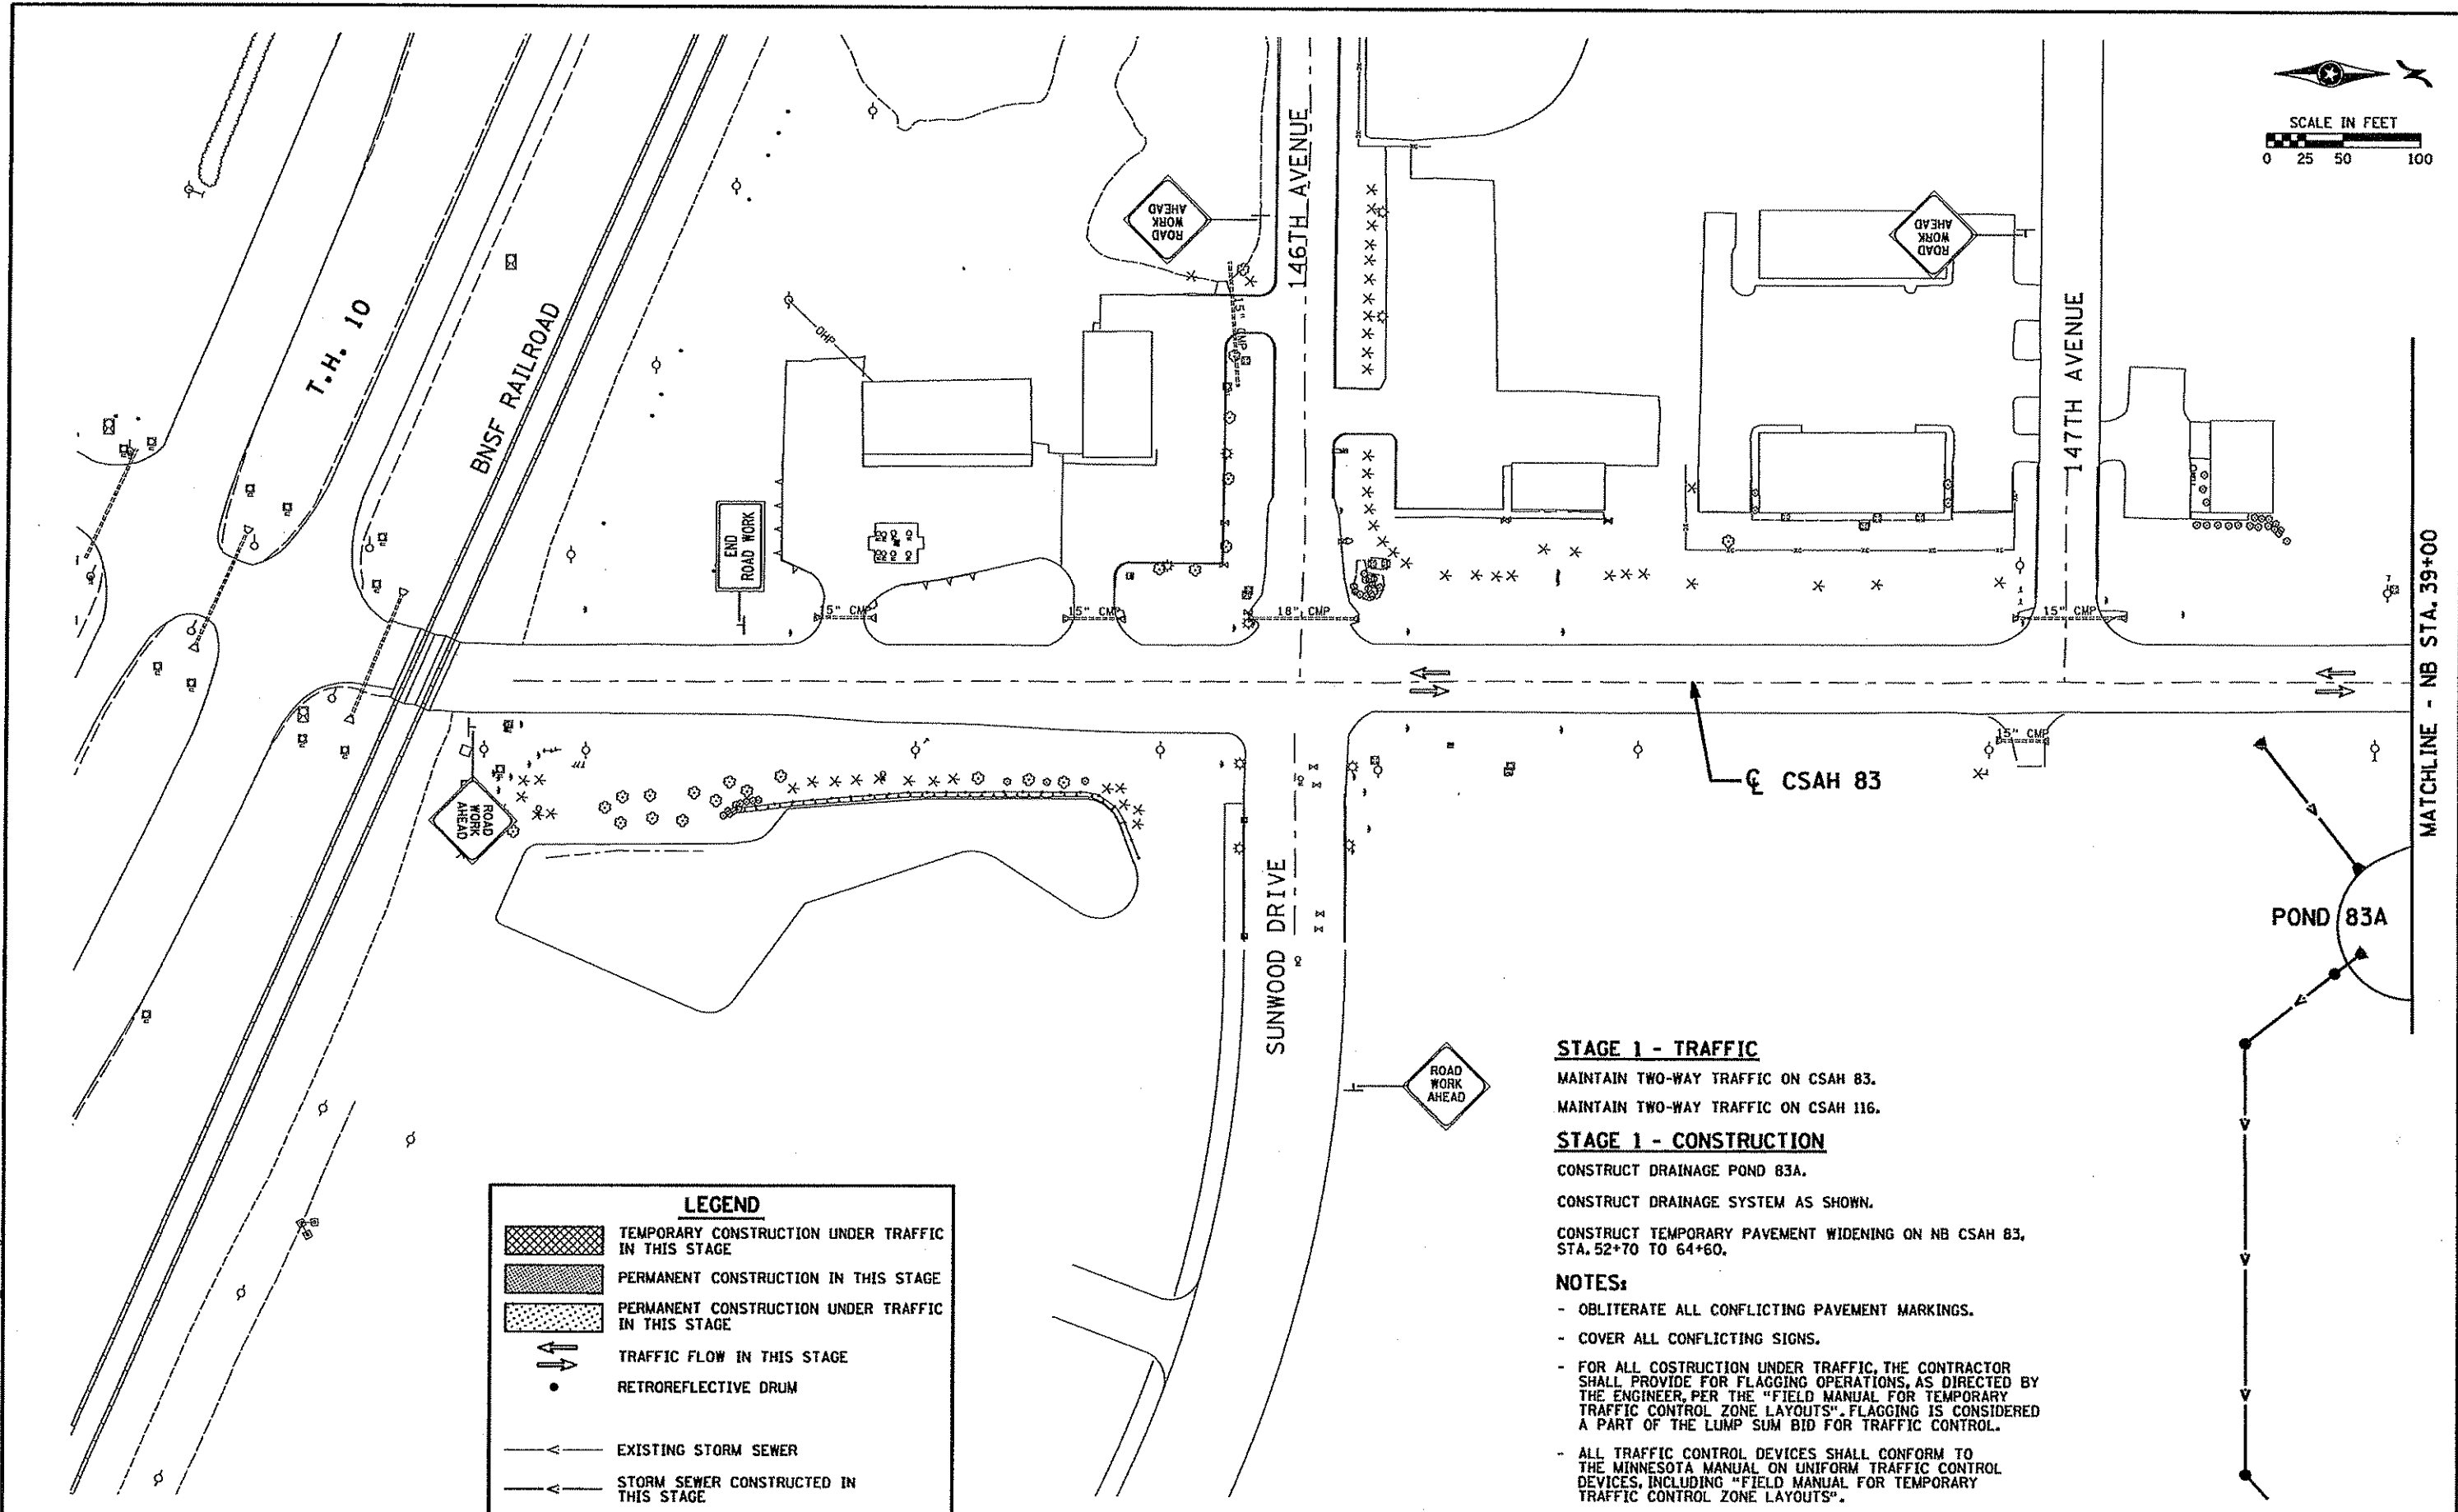 SCALE IN FEET
0 25 50 100
T.H. 10
BNSF RAILROAD
146TH AVENUE
147TH AVENUE
ROAD
WORK
AHEAD
ROAD
WORK
AHEAD
OHP
15" CMP
END
ROAD WORK
15" CMP
15" CMP
18" CMP
15" CMP
15" CMP
MATCHLINE - NB STA. 39+00
℄ CSAH 83
ROAD
WORK
AHEAD
SUNWOOD DRIVE
POND 83A
ROAD
WORK
AHEAD
STAGE 1 - TRAFFIC
MAINTAIN TWO-WAY TRAFFIC ON CSAH 83.
MAINTAIN TWO-WAY TRAFFIC ON CSAH 116.
STAGE 1 - CONSTRUCTION
CONSTRUCT DRAINAGE POND 83A.
CONSTRUCT DRAINAGE SYSTEM AS SHOWN.
CONSTRUCT TEMPORARY PAVEMENT WIDENING ON NB CSAH 83,
STA. 52+70 TO 64+60.
NOTES:
- OBLITERATE ALL CONFLICTING PAVEMENT MARKINGS.
- COVER ALL CONFLICTING SIGNS.
- FOR ALL COSTRUCTION UNDER TRAFFIC, THE CONTRACTOR
SHALL PROVIDE FOR FLAGGING OPERATIONS, AS DIRECTED BY
THE ENGINEER, PER THE "FIELD MANUAL FOR TEMPORARY
TRAFFIC CONTROL ZONE LAYOUTS". FLAGGING IS CONSIDERED
A PART OF THE LUMP SUM BID FOR TRAFFIC CONTROL.
- ALL TRAFFIC CONTROL DEVICES SHALL CONFORM TO
THE MINNESOTA MANUAL ON UNIFORM TRAFFIC CONTROL
DEVICES, INCLUDING "FIELD MANUAL FOR TEMPORARY
TRAFFIC CONTROL ZONE LAYOUTS".
LEGEND
TEMPORARY CONSTRUCTION UNDER TRAFFIC
IN THIS STAGE
PERMANENT CONSTRUCTION IN THIS STAGE
PERMANENT CONSTRUCTION UNDER TRAFFIC
IN THIS STAGE
TRAFFIC FLOW IN THIS STAGE
RETROREFLECTIVE DRUM
EXISTING STORM SEWER
STORM SEWER CONSTRUCTED IN
THIS STAGE